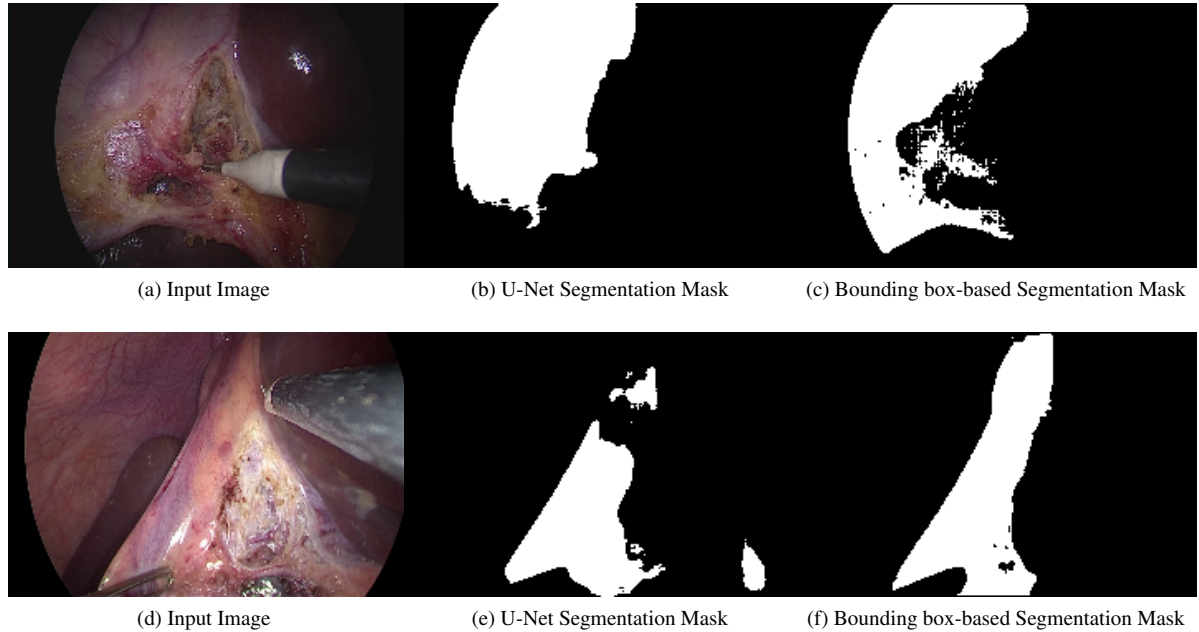 (a) Input Image
(b) U-Net Segmentation Mask
(c) Bounding box-based Segmentation Mask
(d) Input Image
(e) U-Net Segmentation Mask
(f) Bounding box-based Segmentation Mask